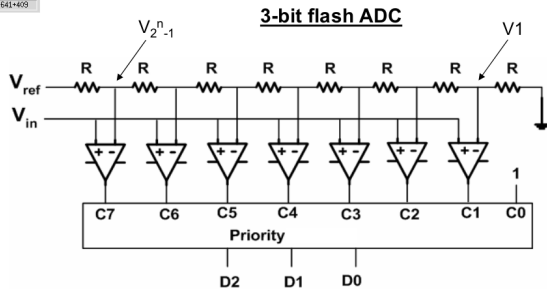 641+409
3-bit flash ADC
V2ⁿ-1
V1
R R R R R R R R
Vref
Vin
+ - + - + - + - + - + - + -
1
C7 C6 C5 C4 C3 C2 C1 C0
Priority
D2 D1 D0